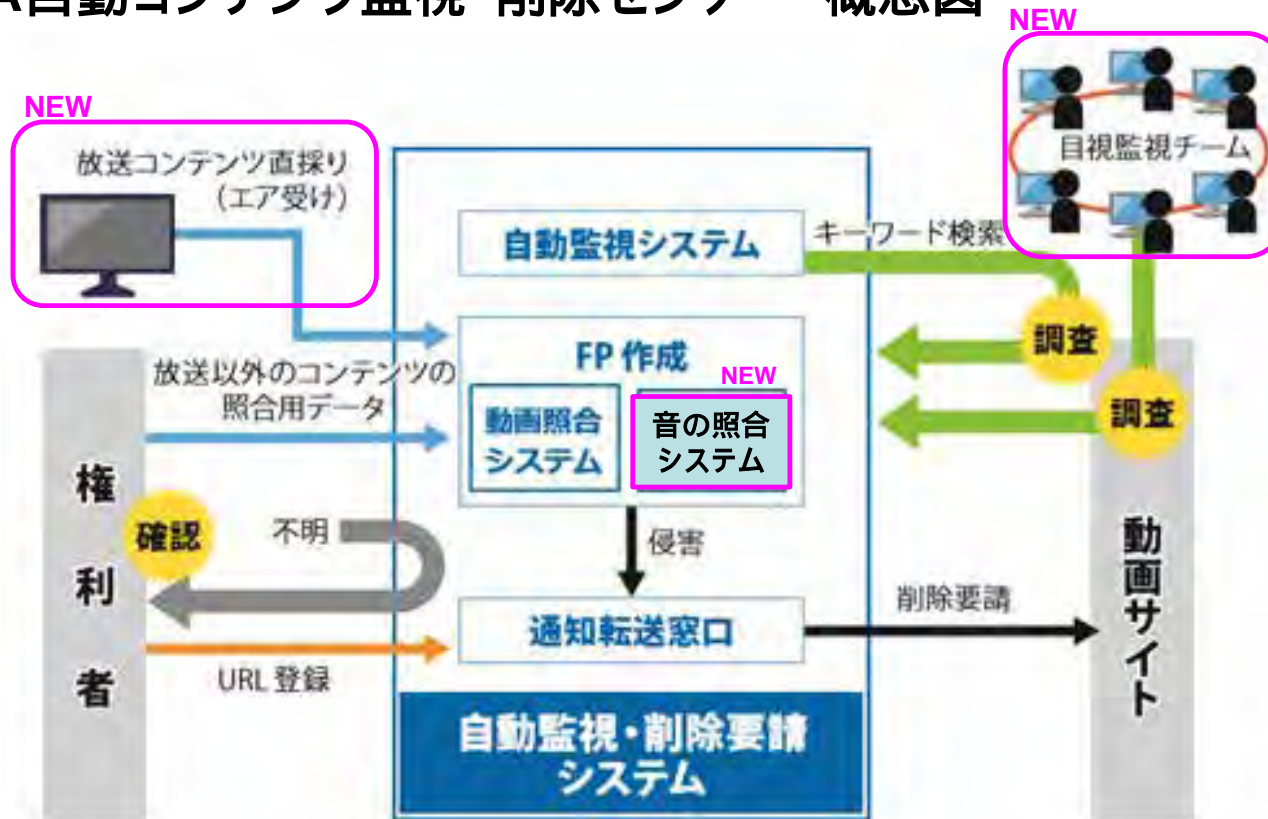 A自動コンテンツ監視・削除センター 概念図
NEW
NEW
放送コンテンツ直採り
(エア受け)
目視監視チーム
自動監視システム
キーワード検索
調査
FP 作成
NEW
放送以外のコンテンツの
照合用データ
動画照合
システム
音の照合
システム
調査
権利者
確認
不明
侵害
動画サイト
通知転送窓口
削除要請
URL 登録
自動監視・削除要請
システム